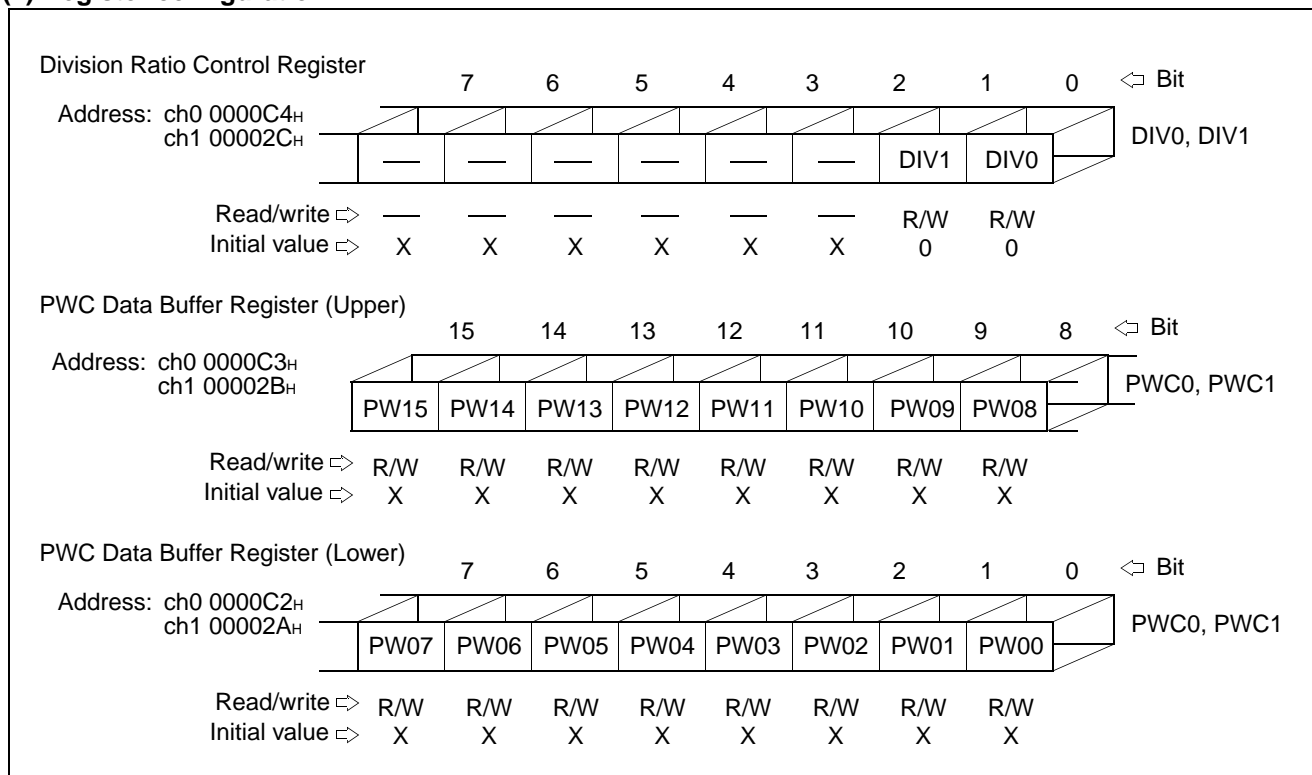 Division Ratio Control Register
7 6 5 4 3 2 1 0 ⇦ Bit
Address: ch0 0000C4H
ch1 00002CH
— — — — — — DIV1 DIV0
DIV0, DIV1
Read/write ⇨ — — — — — — R/W R/W
Initial value ⇨ X X X X X X 0 0
PWC Data Buffer Register (Upper)
15 14 13 12 11 10 9 8 ⇦ Bit
Address: ch0 0000C3H
ch1 00002BH
PW15 PW14 PW13 PW12 PW11 PW10 PW09 PW08
PWC0, PWC1
Read/write ⇨ R/W R/W R/W R/W R/W R/W R/W R/W
Initial value ⇨ X X X X X X X X
PWC Data Buffer Register (Lower)
7 6 5 4 3 2 1 0 ⇦ Bit
Address: ch0 0000C2H
ch1 00002AH
PW07 PW06 PW05 PW04 PW03 PW02 PW01 PW00
PWC0, PWC1
Read/write ⇨ R/W R/W R/W R/W R/W R/W R/W R/W
Initial value ⇨ X X X X X X X X